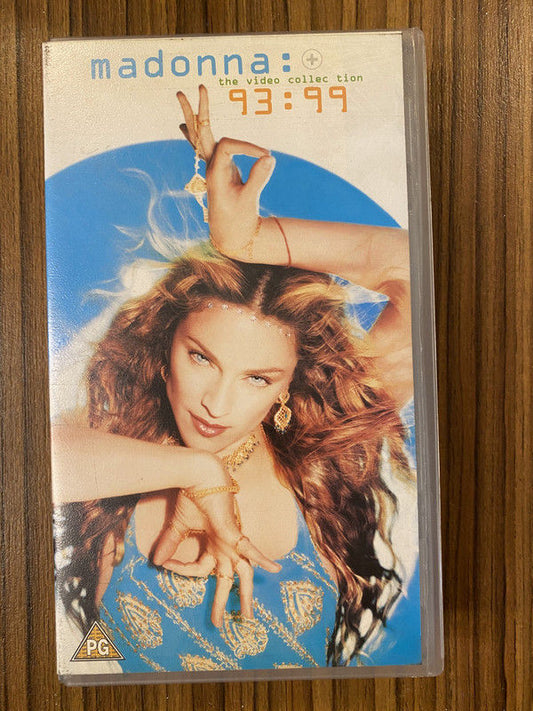 madonna:
the video collec tion
93:99
PG